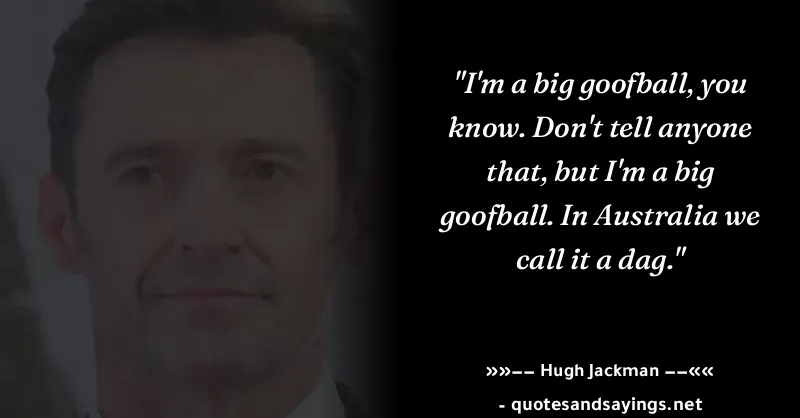 "I'm a big goofball, you
know. Don't tell anyone
that, but I'm a big
goofball. In Australia we
call it a dag."
»»−− Hugh Jackman −−««
- quotesandsayings.net